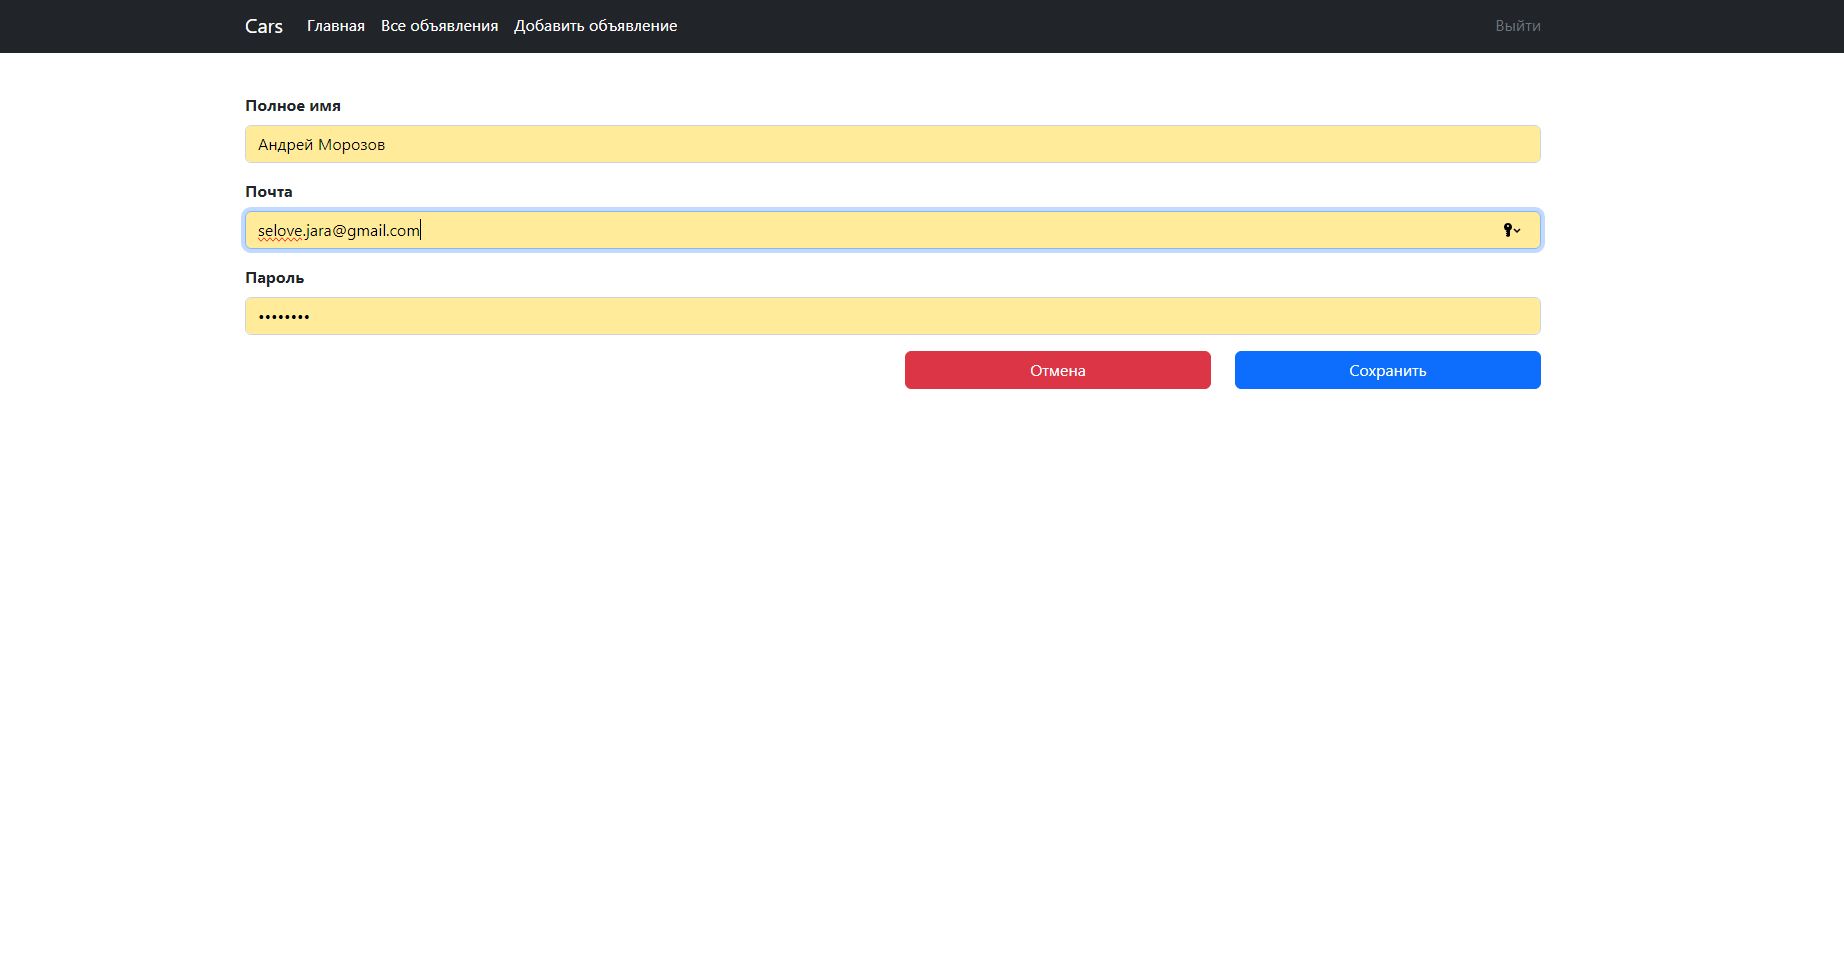 Cars Главная Все объявления Добавить объявление Выйти
Полное имя
Андрей Морозов
Почта
selove.jara@gmail.com
Пароль
••••••••
Отмена Сохранить